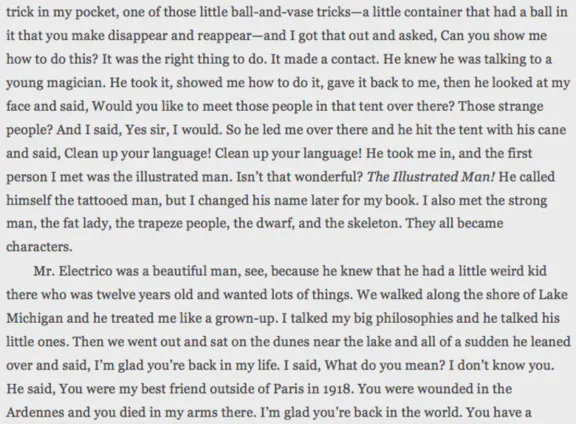 trick in my pocket, one of those little ball-and-vase tricks—a little container that had a ball in
it that you make disappear and reappear—and I got that out and asked, Can you show me
how to do this? It was the right thing to do. It made a contact. He knew he was talking to a
young magician. He took it, showed me how to do it, gave it back to me, then he looked at my
face and said, Would you like to meet those people in that tent over there? Those strange
people? And I said, Yes sir, I would. So he led me over there and he hit the tent with his cane
and said, Clean up your language! Clean up your language! He took me in, and the first
person I met was the illustrated man. Isn’t that wonderful? The Illustrated Man! He called
himself the tattooed man, but I changed his name later for my book. I also met the strong
man, the fat lady, the trapeze people, the dwarf, and the skeleton. They all became
characters.
Mr. Electrico was a beautiful man, see, because he knew that he had a little weird kid
there who was twelve years old and wanted lots of things. We walked along the shore of Lake
Michigan and he treated me like a grown-up. I talked my big philosophies and he talked his
little ones. Then we went out and sat on the dunes near the lake and all of a sudden he leaned
over and said, I’m glad you’re back in my life. I said, What do you mean? I don’t know you.
He said, You were my best friend outside of Paris in 1918. You were wounded in the
Ardennes and you died in my arms there. I’m glad you’re back in the world. You have a